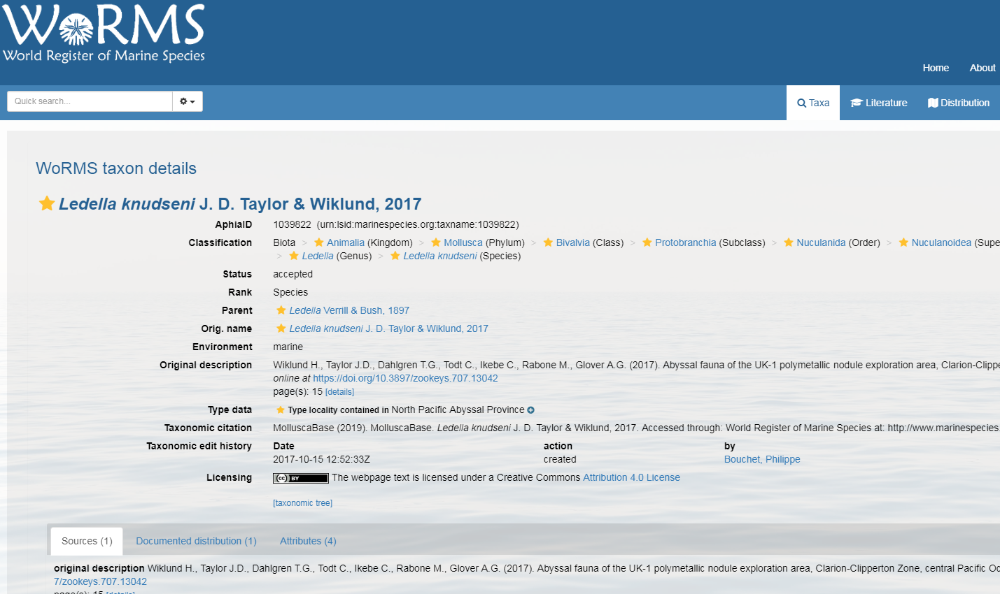 WoRMS
World Register of Marine Species
Home About
Quick search...
Taxa Literature Distribution
WoRMS taxon details
Ledella knudseni J. D. Taylor & Wiklund, 2017
AphiaID 1039822 (urn:lsid:marinespecies.org:taxname:1039822)
Classification Biota > Animalia (Kingdom) > Mollusca (Phylum) > Bivalvia (Class) > Protobranchia (Subclass) > Nuculanida (Order) > Nuculanoidea (Supe
> Ledella (Genus) > Ledella knudseni (Species)
Status accepted
Rank Species
Parent Ledella Verrill & Bush, 1897
Orig. name Ledella knudseni J. D. Taylor & Wiklund, 2017
Environment marine
Original description Wiklund H., Taylor J.D., Dahlgren T.G., Todt C., Ikebe C., Rabone M., Glover A.G. (2017). Abyssal fauna of the UK-1 polymetallic nodule exploration area, Clarion-Clippe
online at https://doi.org/10.3897/zookeys.707.13042
page(s): 15 [details]
Type data Type locality contained in North Pacific Abyssal Province
Taxonomic citation MolluscaBase (2019). MolluscaBase. Ledella knudseni J. D. Taylor & Wiklund, 2017. Accessed through: World Register of Marine Species at: http://www.marinespecies.
Taxonomic edit history Date action by
2017-10-15 12:52:33Z created Bouchet, Philippe
Licensing (cc) BY The webpage text is licensed under a Creative Commons Attribution 4.0 License
[taxonomic tree]
Sources (1) Documented distribution (1) Attributes (4)
original description Wiklund H., Taylor J.D., Dahlgren T.G., Todt C., Ikebe C., Rabone M., Glover A.G. (2017). Abyssal fauna of the UK-1 polymetallic nodule exploration area, Clarion-Clipperton Zone, central Pacific Oc
7/zookeys.707.13042
page(s): 15 [details]